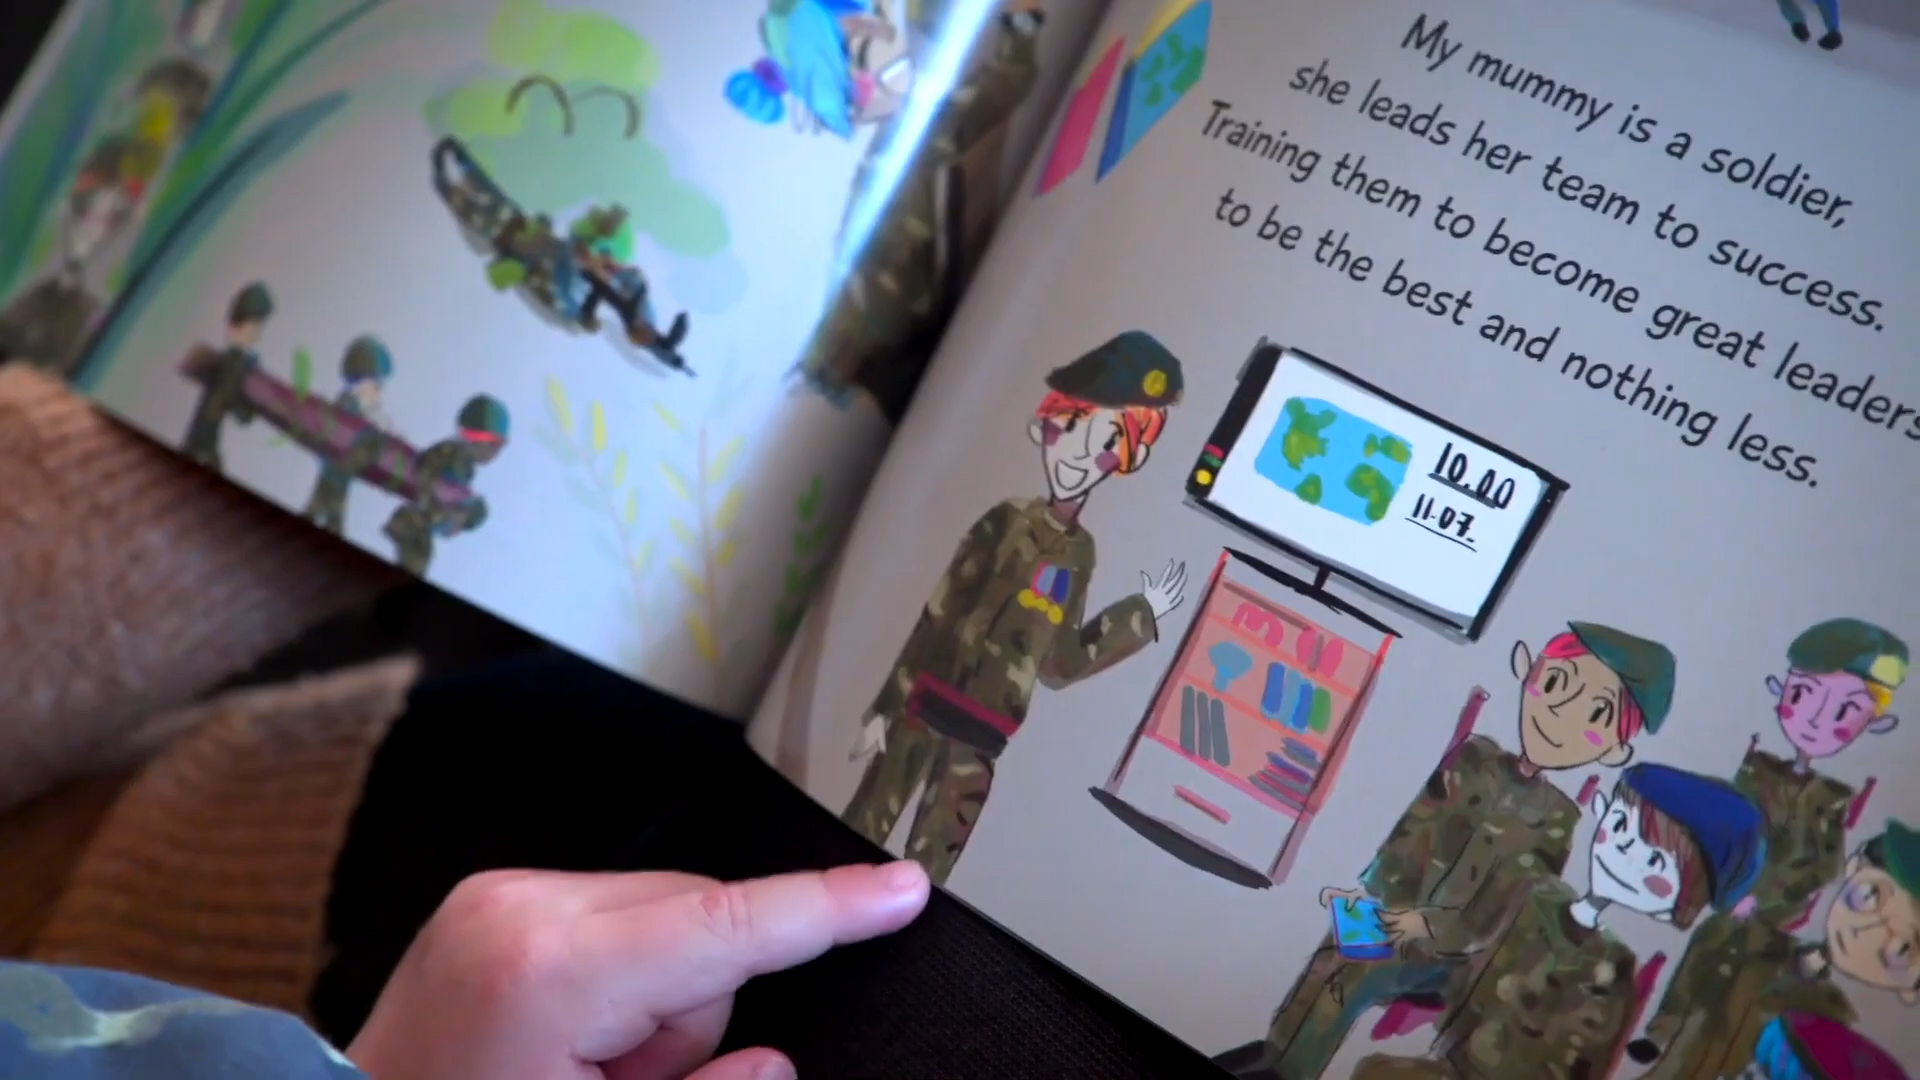 My mummy is a soldier,
she leads her team to success.
Training them to become great leaders
to be the best and nothing less.
10.00
11.07.